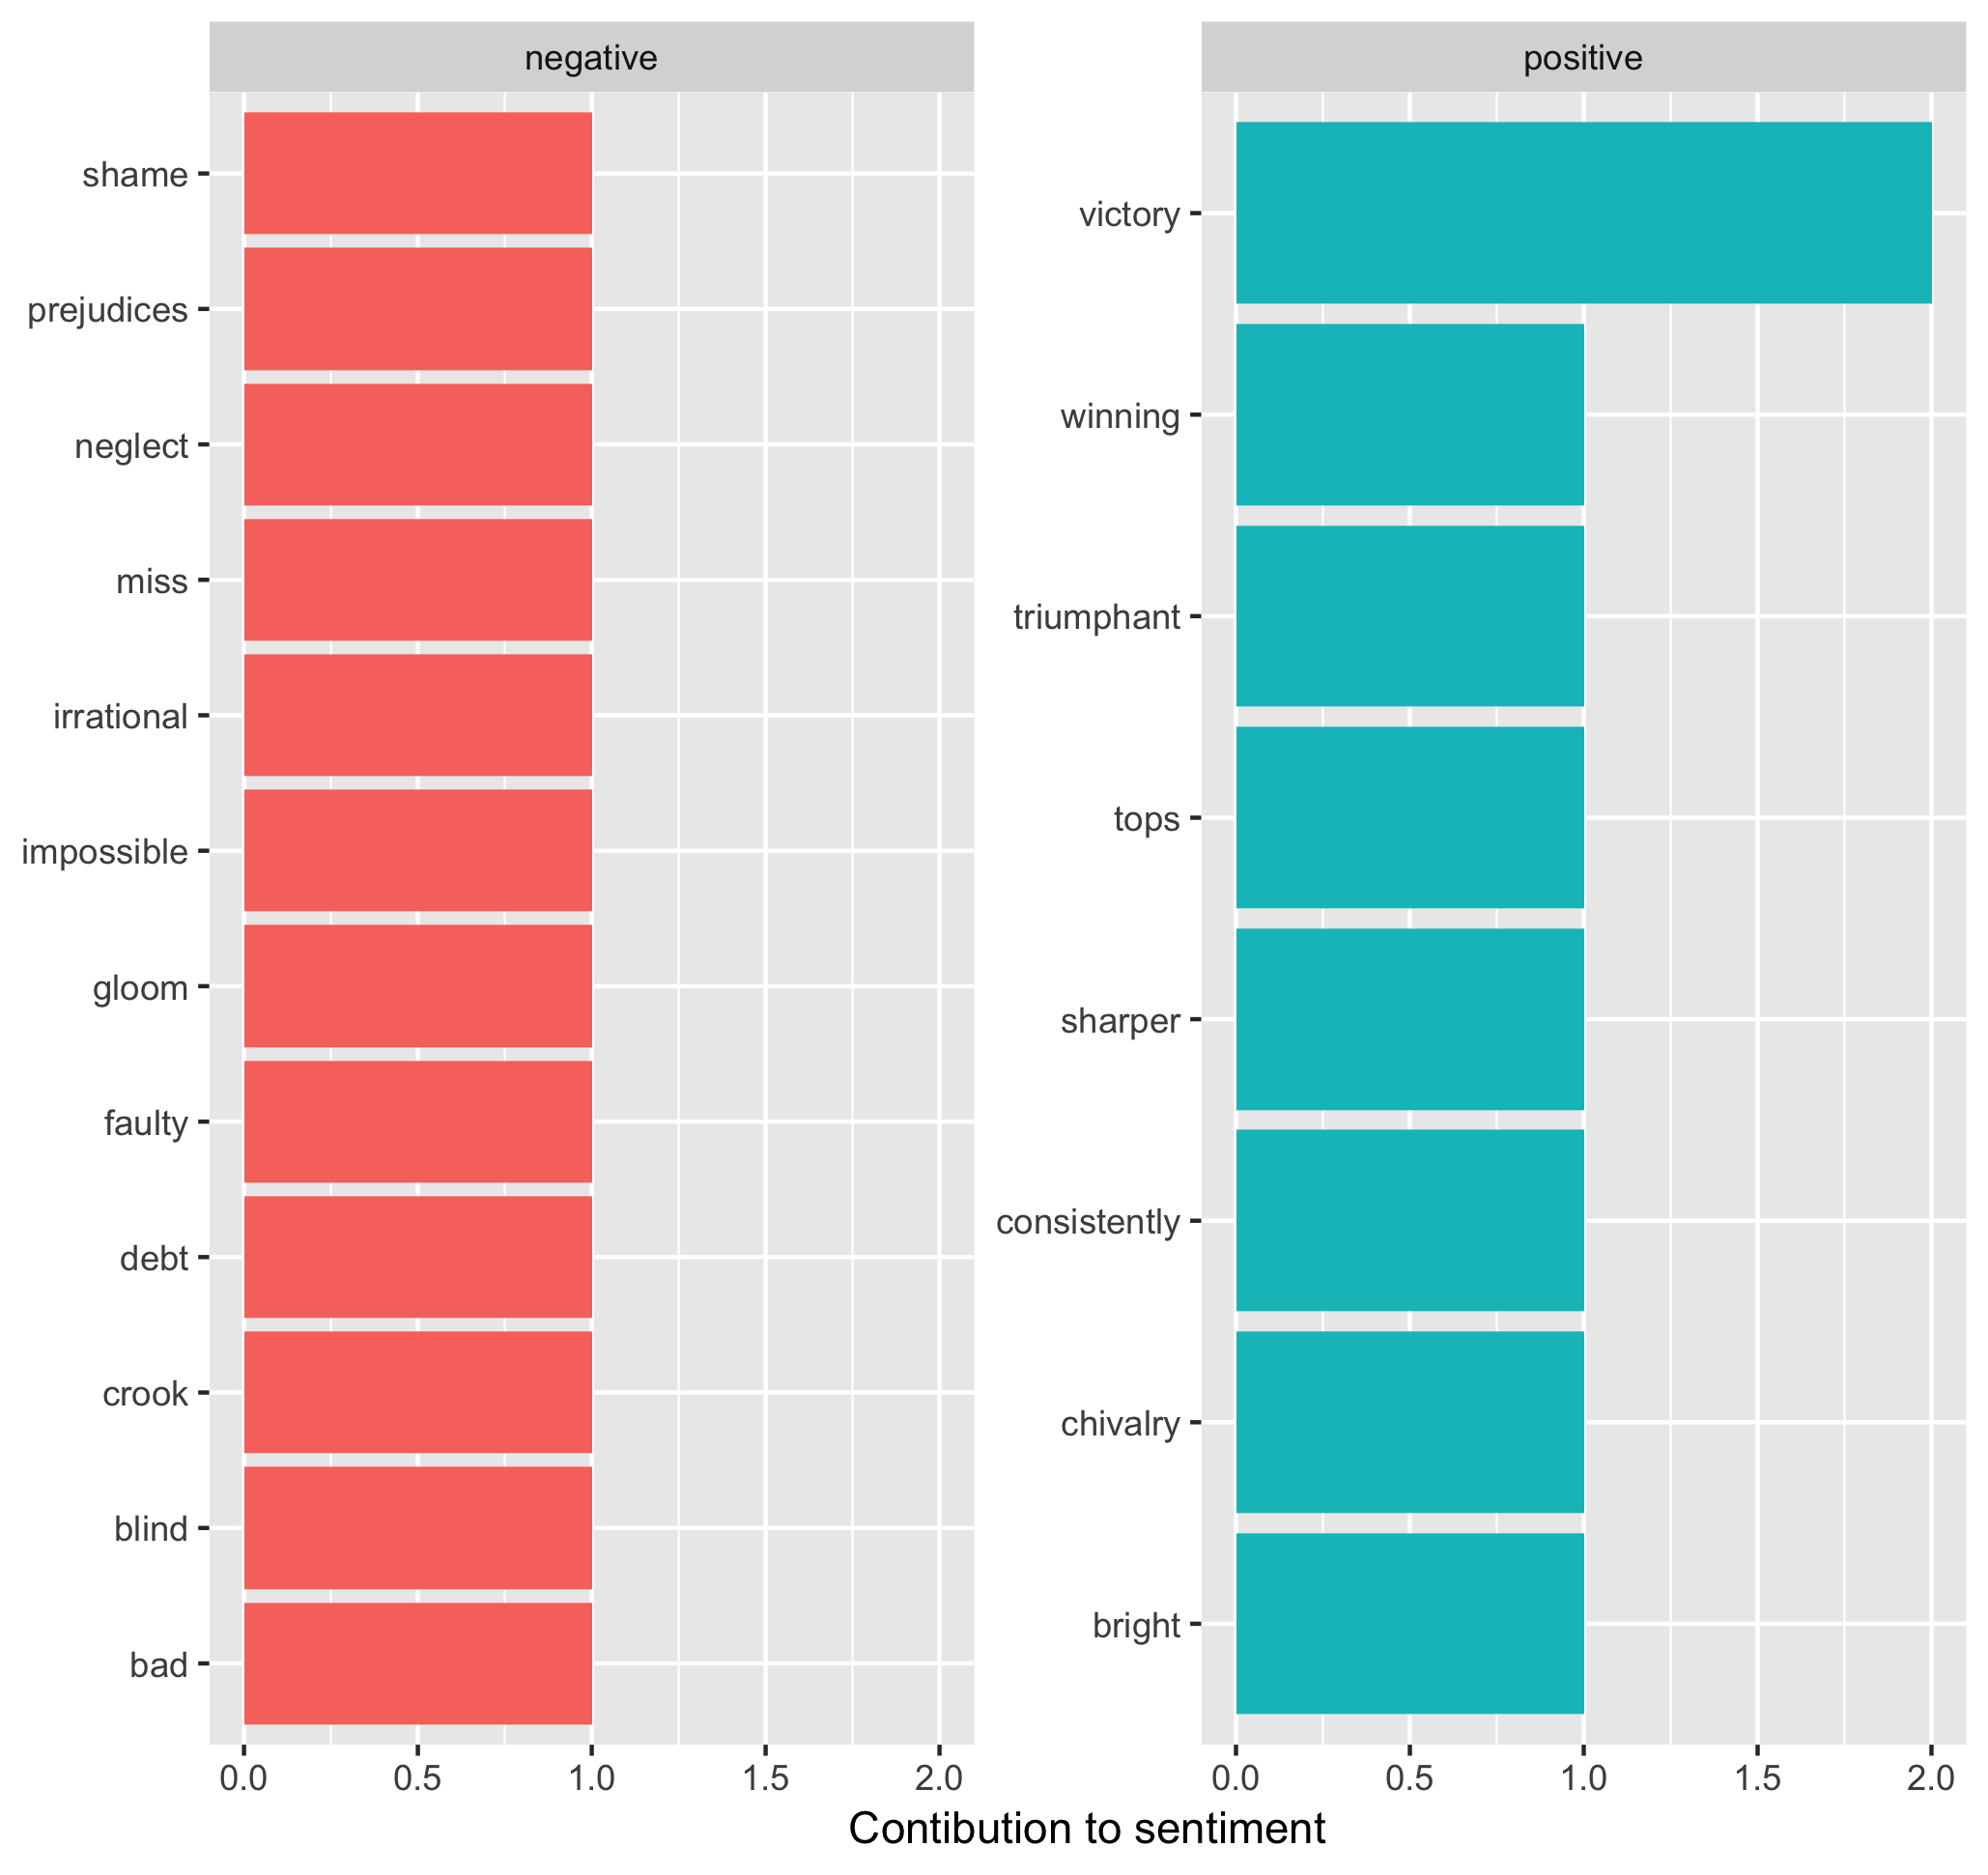 negative
shame
prejudices
neglect
miss
irrational
impossible
gloom
faulty
debt
crook
blind
bad
0.0 0.5 1.0 1.5 2.0
positive
victory
winning
triumphant
tops
sharper
consistently
chivalry
bright
0.0 0.5 1.0 1.5 2.0
Contibution to sentiment